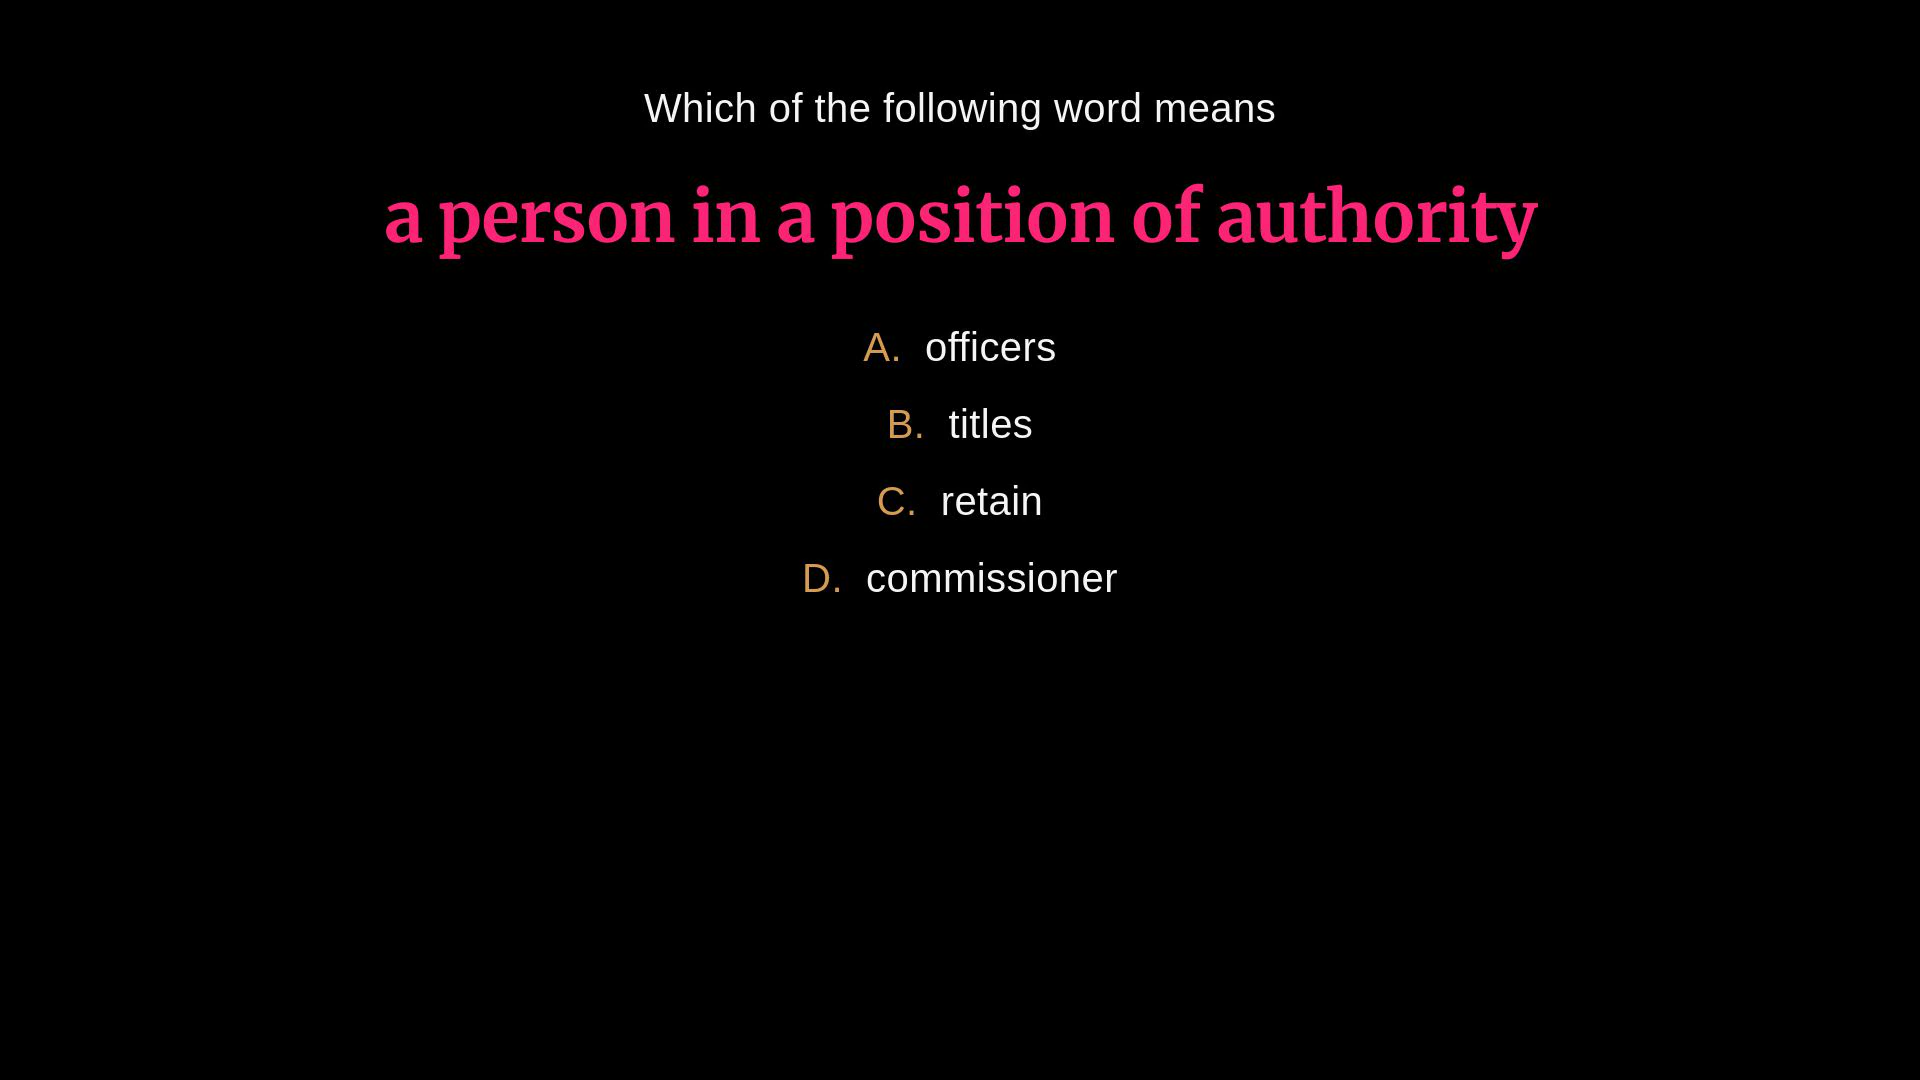 Which of the following word means
a person in a position of authority
A. officers
B. titles
C. retain
D. commissioner